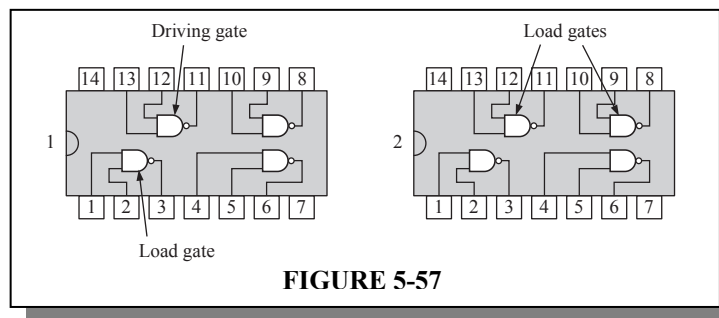 Driving gate Load gates
14 13 12 11 10 9 8 14 13 12 11 10 9 8
1 2
1 2 3 4 5 6 7 1 2 3 4 5 6 7
Load gate
FIGURE 5-57